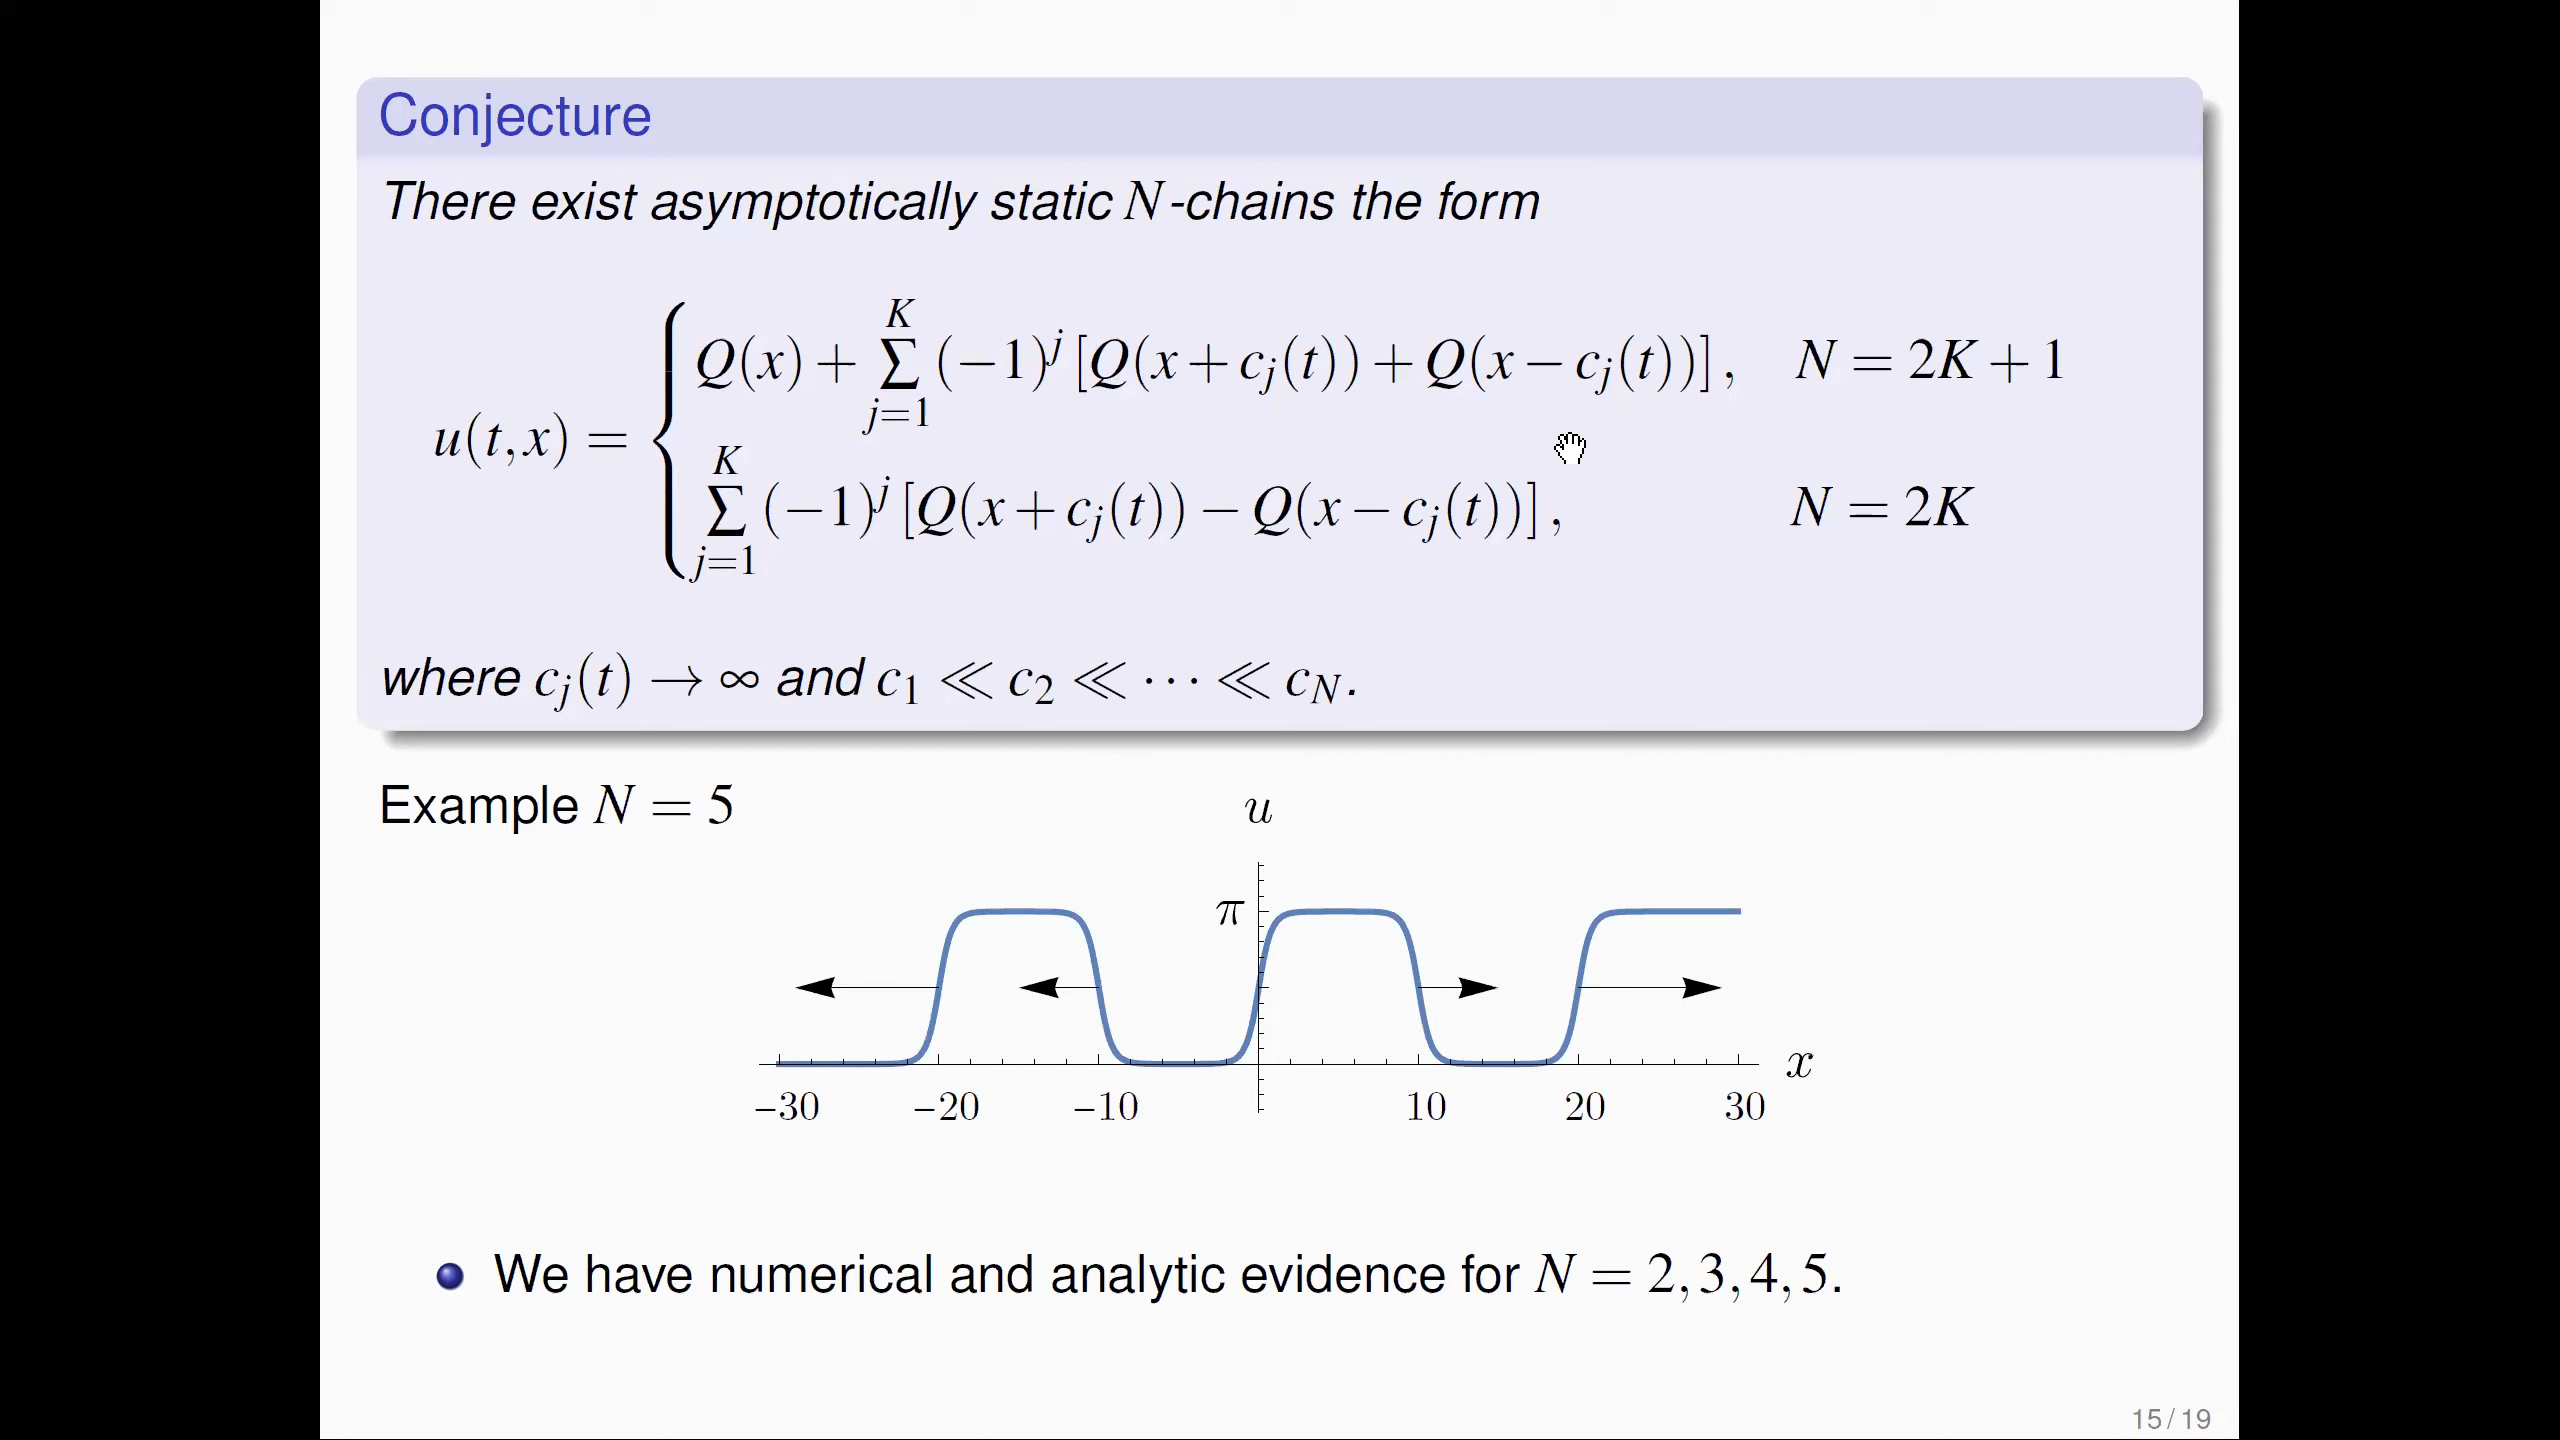 Conjecture
There exist asymptotically static N-chains the form
u(t,x) = { Q(x) + \sum_{j=1}^{K} (−1)^j [Q(x+c_j(t)) + Q(x−c_j(t))], N = 2K+1
\sum_{j=1}^{K} (−1)^j [Q(x+c_j(t)) − Q(x−c_j(t))], N = 2K
where c_j(t) → ∞ and c_1 ≪ c_2 ≪ ⋯ ≪ c_N.
Example N = 5
u
π
x
−30 −20 −10 10 20 30
We have numerical and analytic evidence for N = 2,3,4,5.
15 / 19